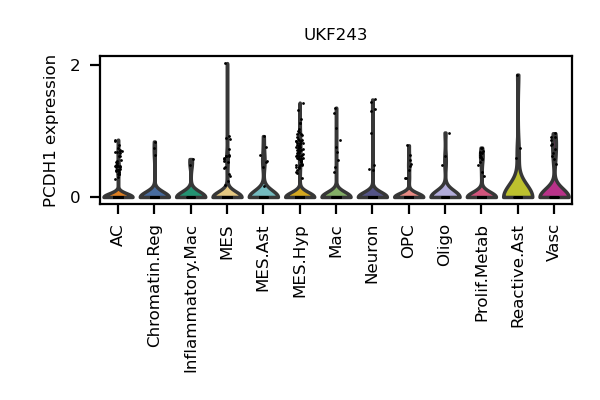 UKF243
PCDH1 expression
2
0
AC
Chromatin.Reg
Inflammatory.Mac
MES
MES.Ast
MES.Hyp
Mac
Neuron
OPC
Oligo
Prolif.Metab
Reactive.Ast
Vasc